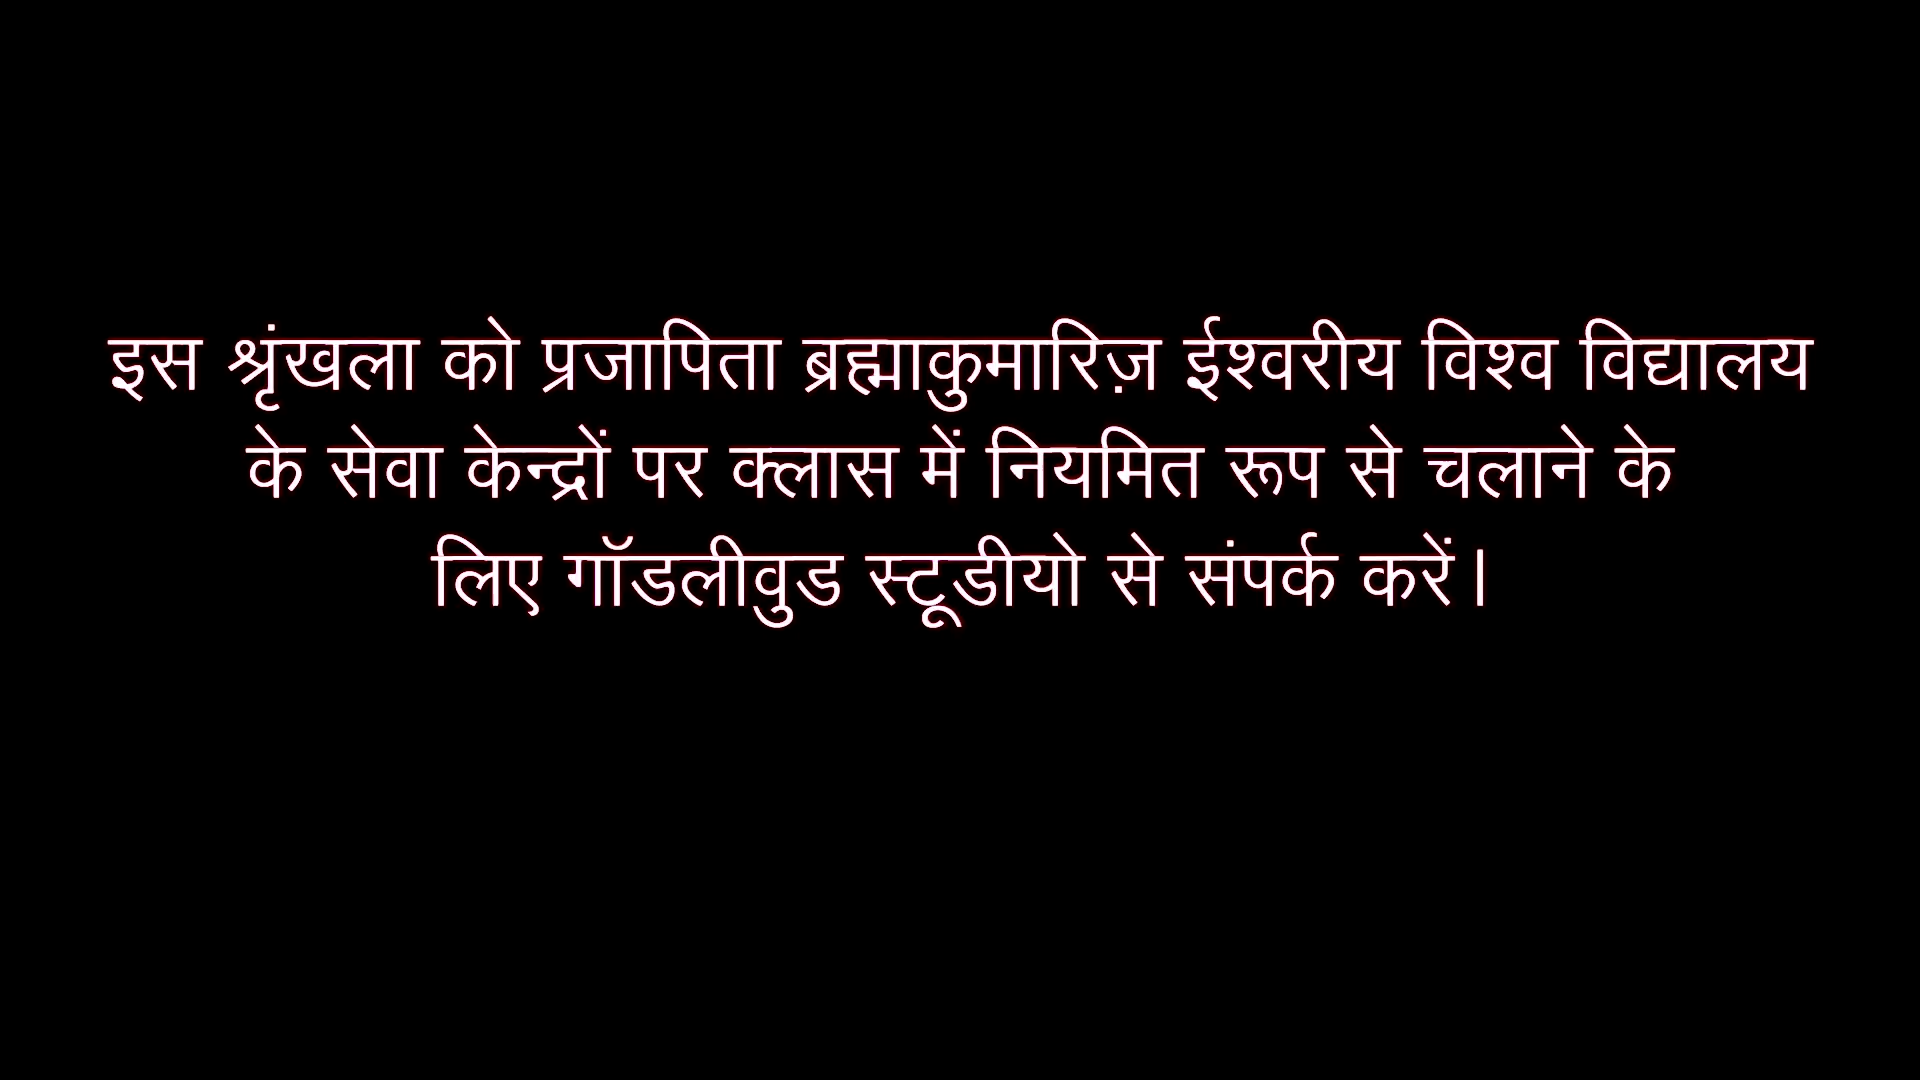 इस श्रृंखला को प्रजापिता ब्रह्माकुमारिज़ ईश्वरीय विश्व विद्यालय
के सेवा केन्द्रों पर क्लास में नियमित रूप से चलाने के
लिए गॉडलीवुड स्टूडीयो से संपर्क करें।